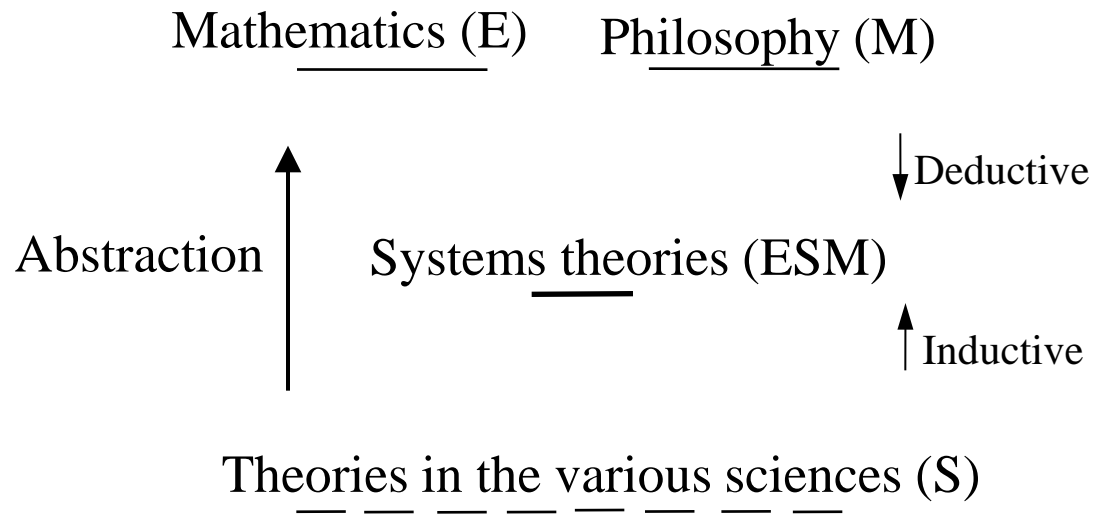 Mathematics (E) Philosophy (M)
Deductive
Abstraction Systems theories (ESM)
Inductive
Theories in the various sciences (S)